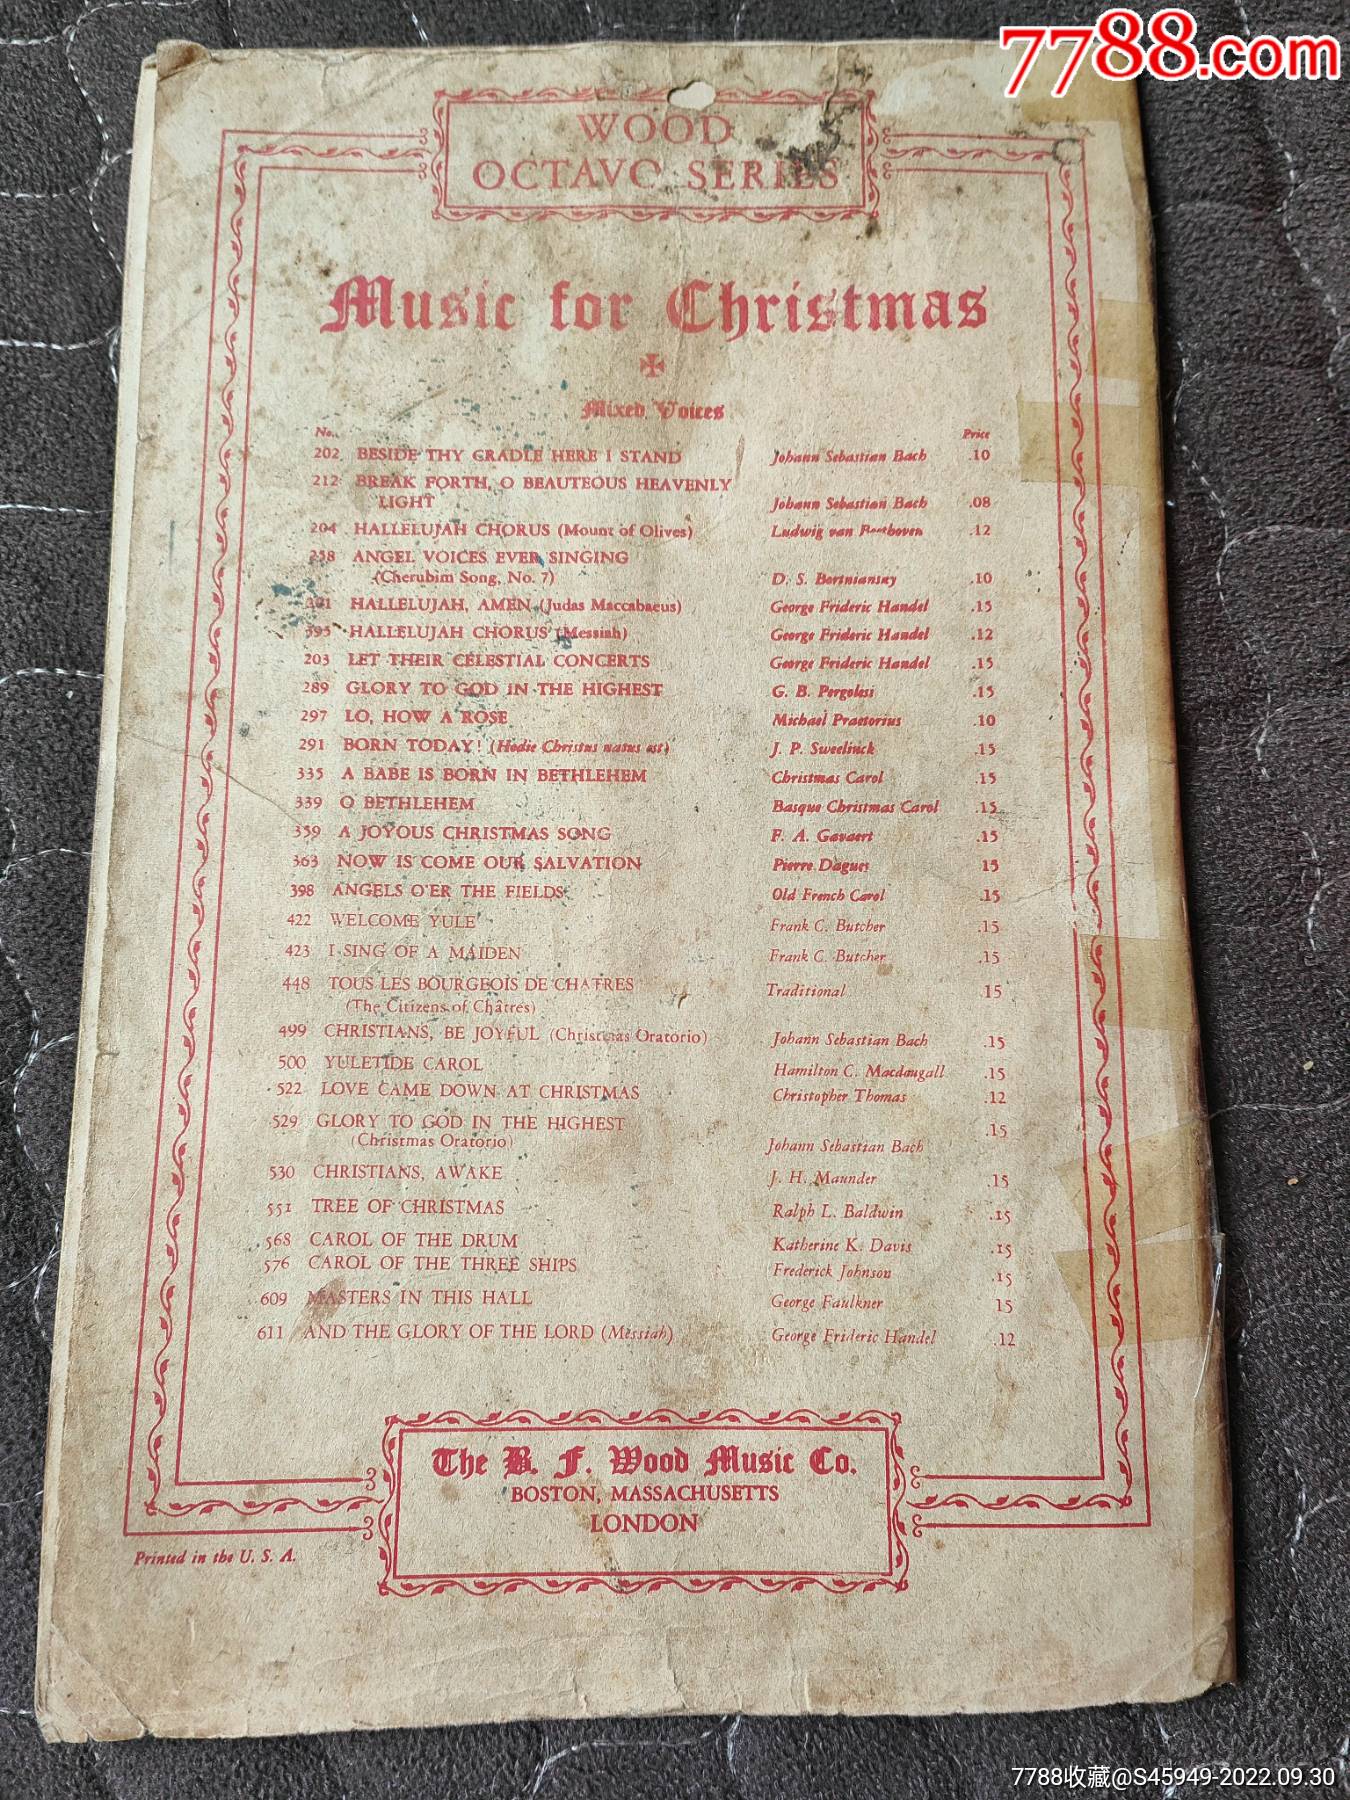 7788.com
WOOD
OCTAVO SERIES
Music for Christmas
Mixed Voices
No. Price
202 BESIDE THY CRADLE HERE I STAND Johann Sebastian Bach .10
212 BREAK FORTH, O BEAUTEOUS HEAVENLY
LIGHT Johann Sebastian Bach .08
204 HALLELUJAH CHORUS (Mount of Olives) Ludwig van Beethoven .12
258 ANGEL VOICES EVER SINGING
(Cherubim Song, No. 7) D. S. Bortniansky .10
HALLELUJAH, AMEN (Judas Maccabaeus) George Frideric Handel .15
395 HALLELUJAH CHORUS (Messiah) George Frideric Handel .12
203 LET THEIR CELESTIAL CONCERTS George Frideric Handel .15
289 GLORY TO GOD IN THE HIGHEST G. B. Pergolesi .15
297 LO, HOW A ROSE Michael Praetorius .10
291 BORN TODAY! (Hodie Christus natus est) J. P. Sweelinck .15
335 A BABE IS BORN IN BETHLEHEM Christmas Carol .15
339 O BETHLEHEM Basque Christmas Carol .15
359 A JOYOUS CHRISTMAS SONG F. A. Gevaert .15
363 NOW IS COME OUR SALVATION Pierre Dagues 15
398 ANGELS O'ER THE FIELDS Old French Carol .15
422 WELCOME YULE Frank C. Butcher .15
423 I SING OF A MAIDEN Frank C. Butcher .15
448 TOUS LES BOURGEOIS DE CHATRES Traditional .15
(The Citizens of Châtres)
499 CHRISTIANS, BE JOYFUL (Christmas Oratorio) Johann Sebastian Bach .15
500 YULETIDE CAROL Hamilton C. Macdougall .15
522 LOVE CAME DOWN AT CHRISTMAS Christopher Thomas .12
529 GLORY TO GOD IN THE HIGHEST .15
(Christmas Oratorio) Johann Sebastian Bach
530 CHRISTIANS, AWAKE J. H. Maunder .15
551 TREE OF CHRISTMAS Ralph L. Baldwin .15
568 CAROL OF THE DRUM Katherine K. Davis .15
576 CAROL OF THE THREE SHIPS Frederick Johnson .15
609 MASTERS IN THIS HALL George Faulkner 15
611 AND THE GLORY OF THE LORD (Messiah) George Frideric Handel .12
The B. F. Wood Music Co.
BOSTON, MASSACHUSETTS
LONDON
Printed in the U. S. A.
7788收藏@S45949-2022.09.30